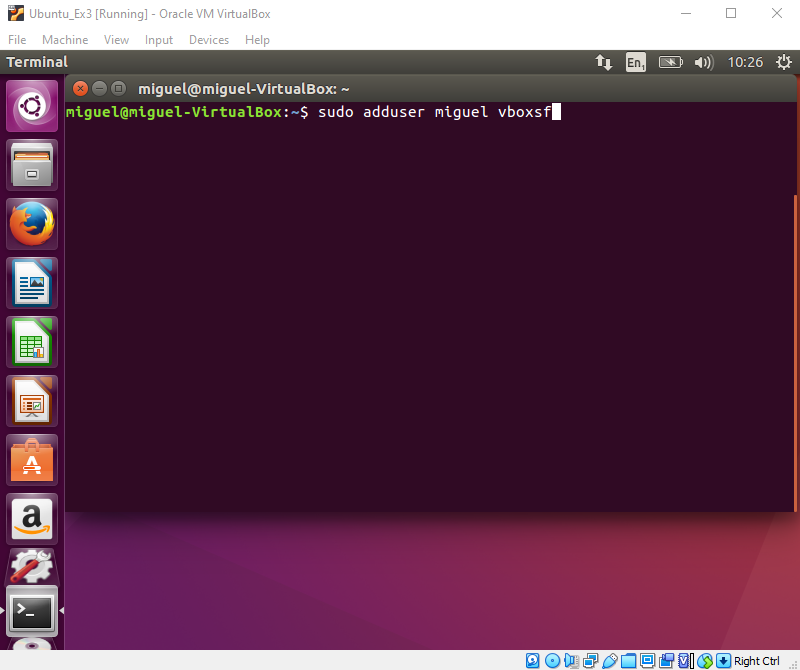 Ubuntu_Ex3 [Running] - Oracle VM VirtualBox
File Machine View Input Devices Help
Terminal En1 10:26
miguel@miguel-VirtualBox: ~
miguel@miguel-VirtualBox:~$ sudo adduser miguel vboxsf
Right Ctrl